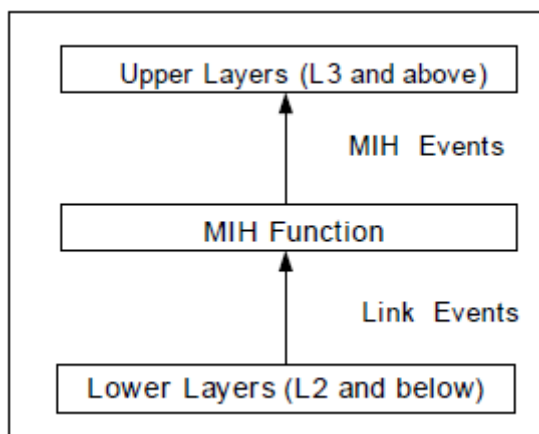 Upper Layers (L3 and above)
MIH Events
MIH Function
Link Events
Lower Layers (L2 and below)